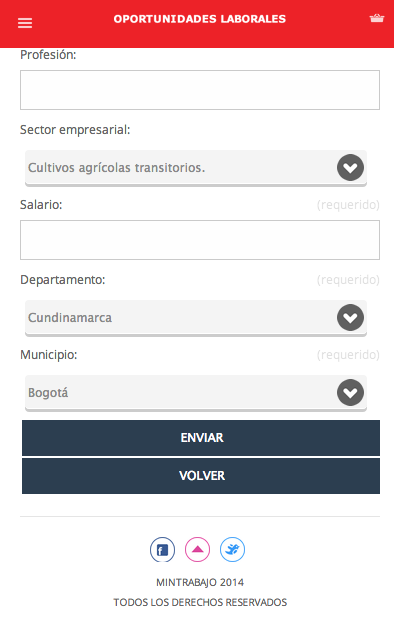 OPORTUNIDADES LABORALES
Profesión:
Sector empresarial:
Cultivos agrícolas transitorios.
Salario: (requerido)
Departamento: (requerido)
Cundinamarca
Municipio: (requerido)
Bogotá
ENVIAR
VOLVER
MINTRABAJO 2014
TODOS LOS DERECHOS RESERVADOS